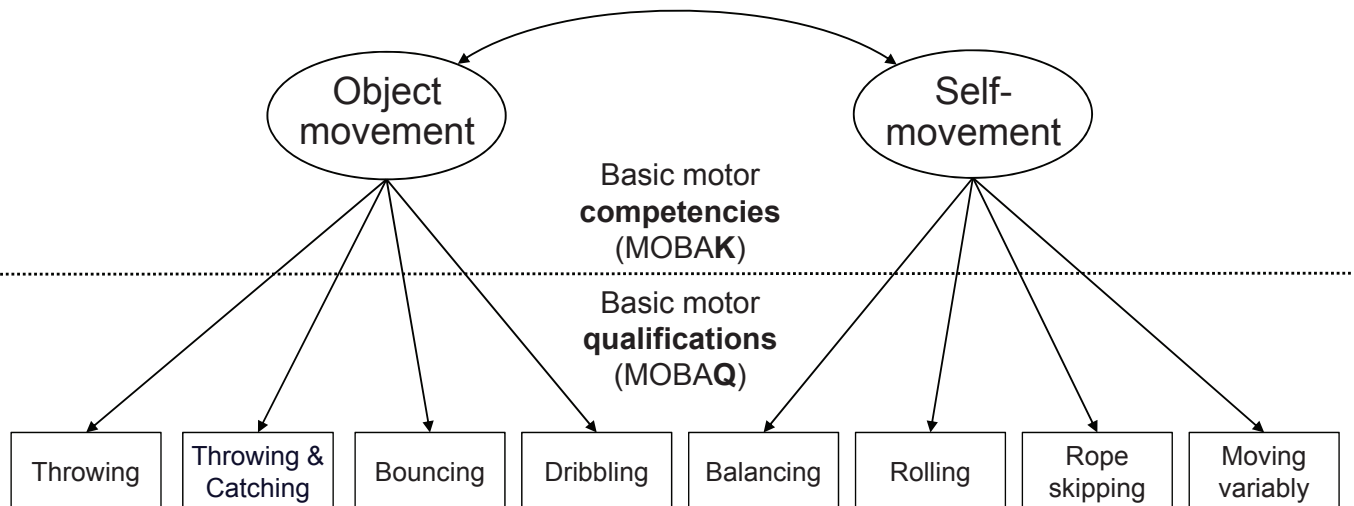 Object
movement
Self-
movement
Basic motor
competencies
(MOBAK)
Basic motor
qualifications
(MOBAQ)
Throwing
Throwing &
Catching
Bouncing
Dribbling
Balancing
Rolling
Rope
skipping
Moving
variably